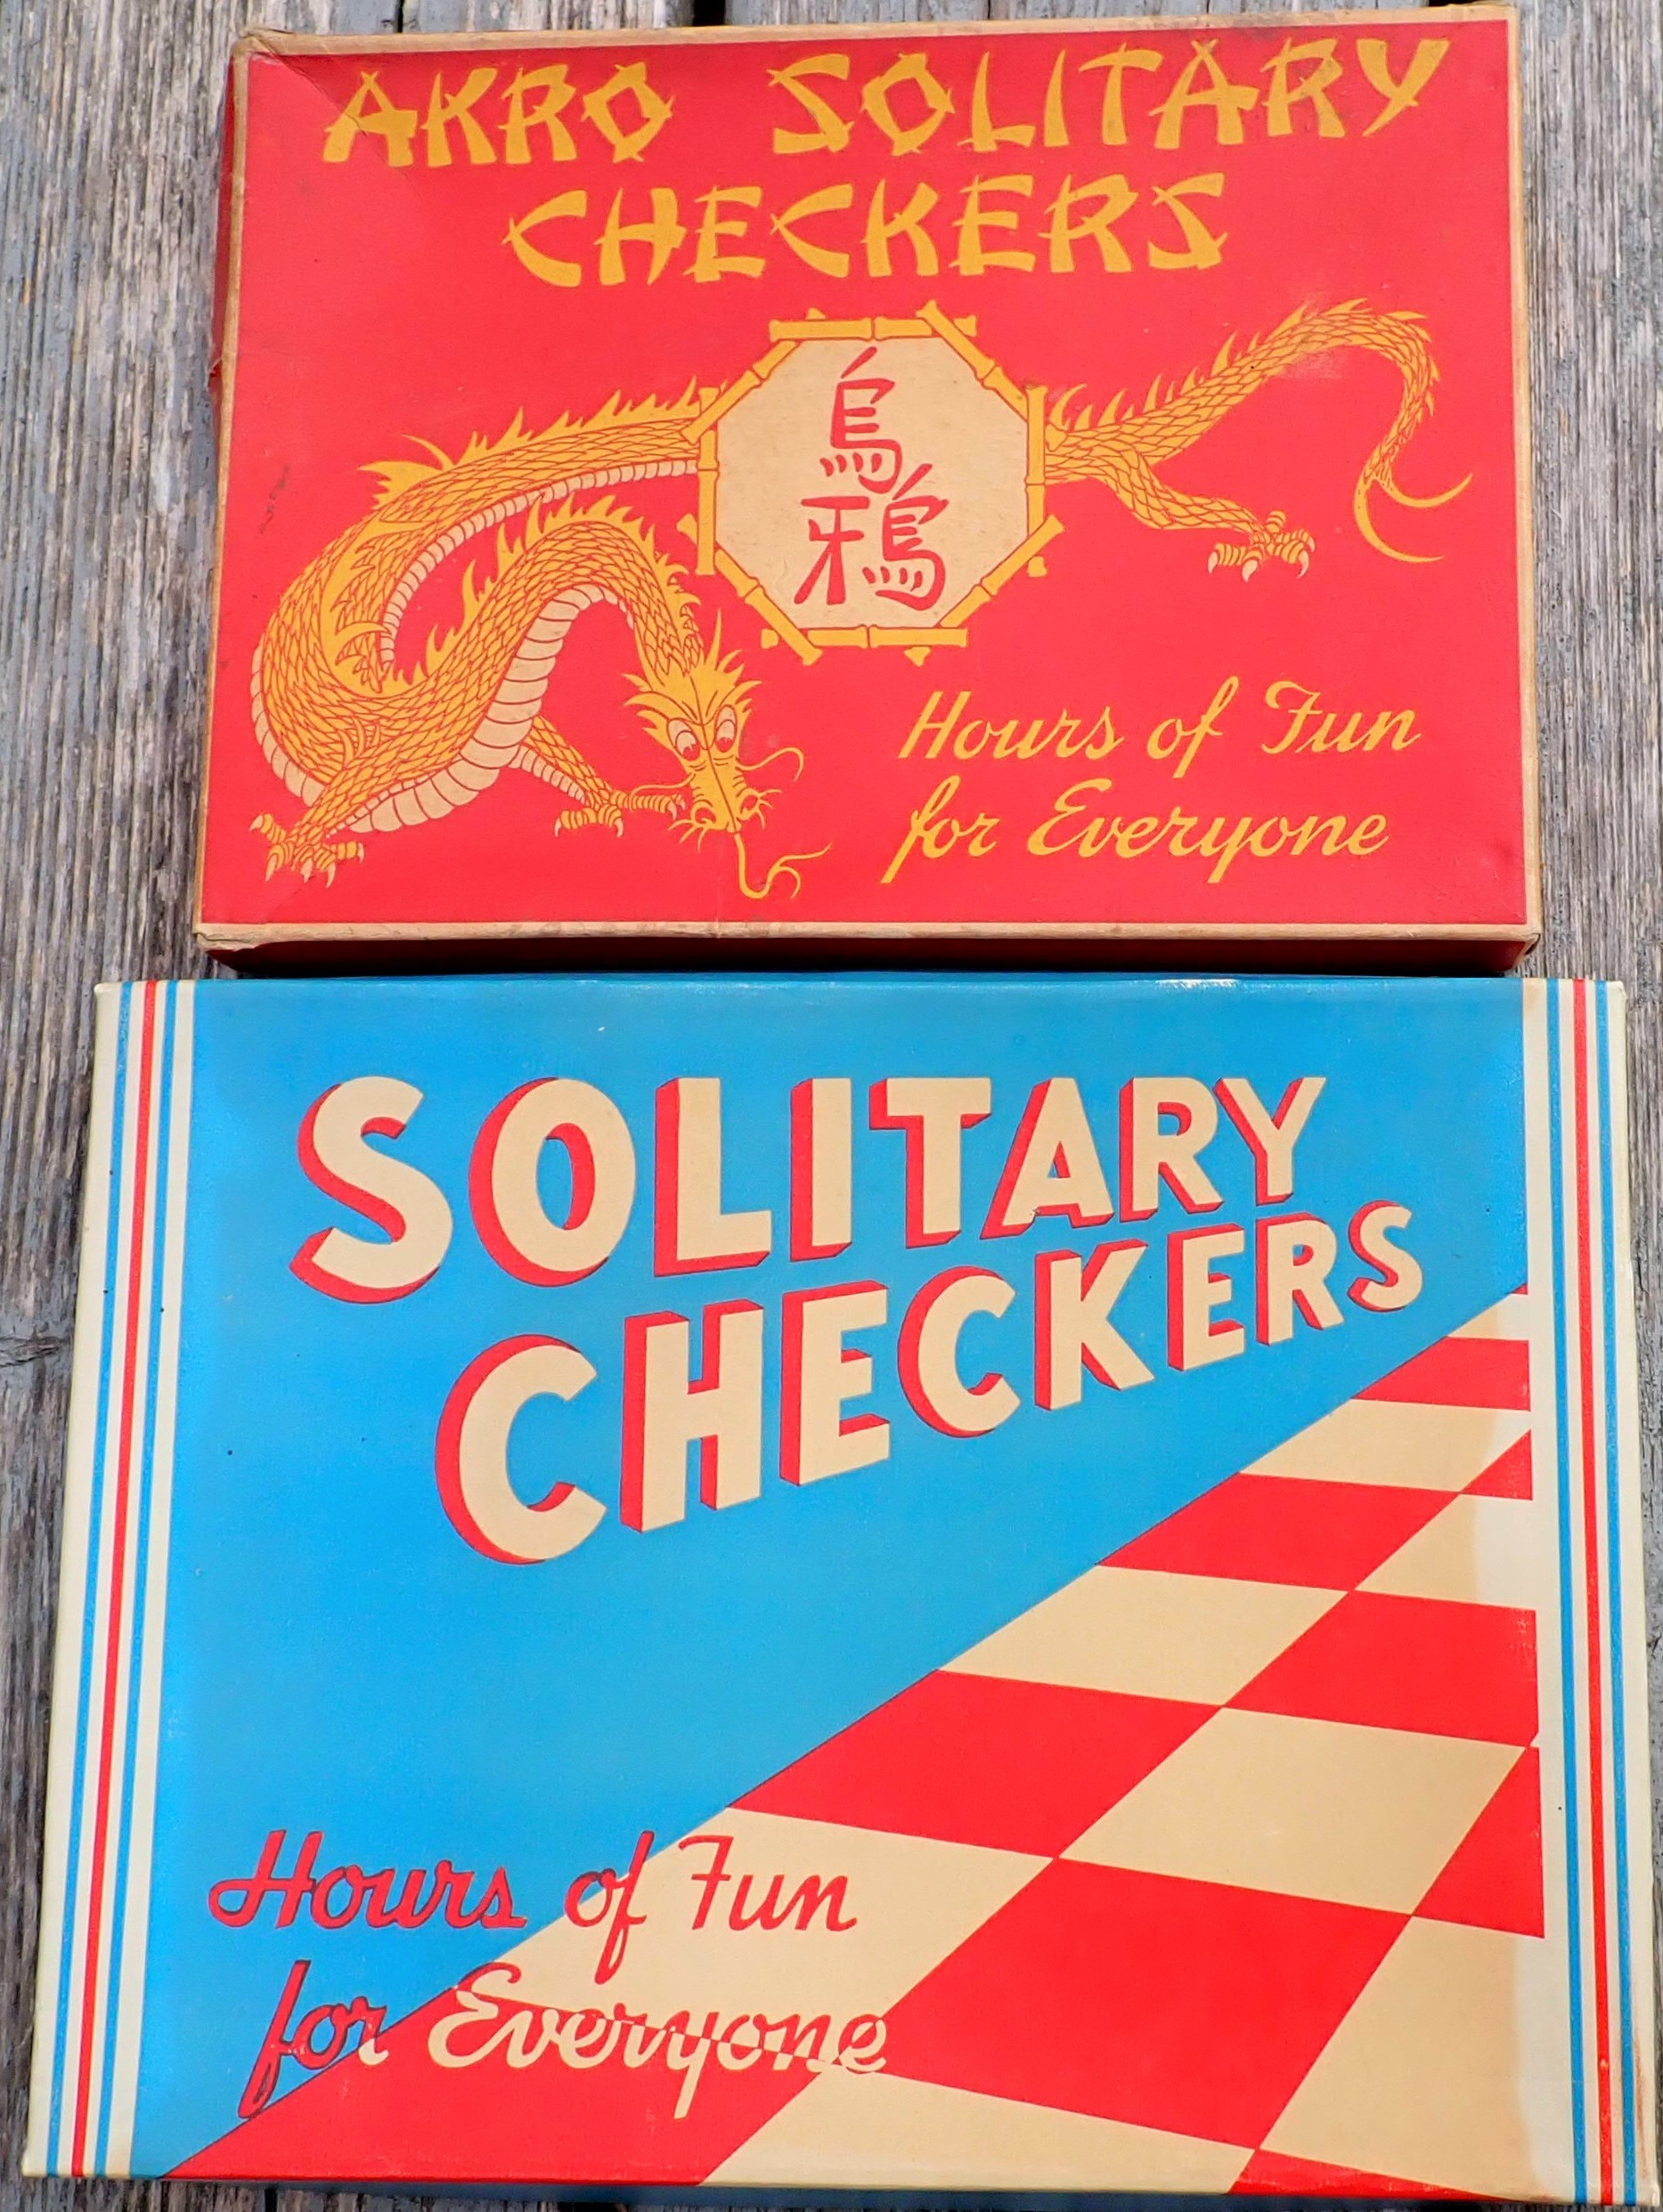 AKRO SOLITARY
CHECKERS
烏
鴉
Hours of Fun
for Everyone
SOLITARY
CHECKERS
Hours of Fun
for Everyone